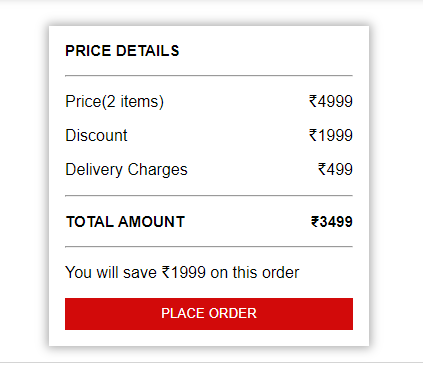 PRICE DETAILS
Price(2 items) ₹4999
Discount ₹1999
Delivery Charges ₹499
TOTAL AMOUNT ₹3499
You will save ₹1999 on this order
PLACE ORDER